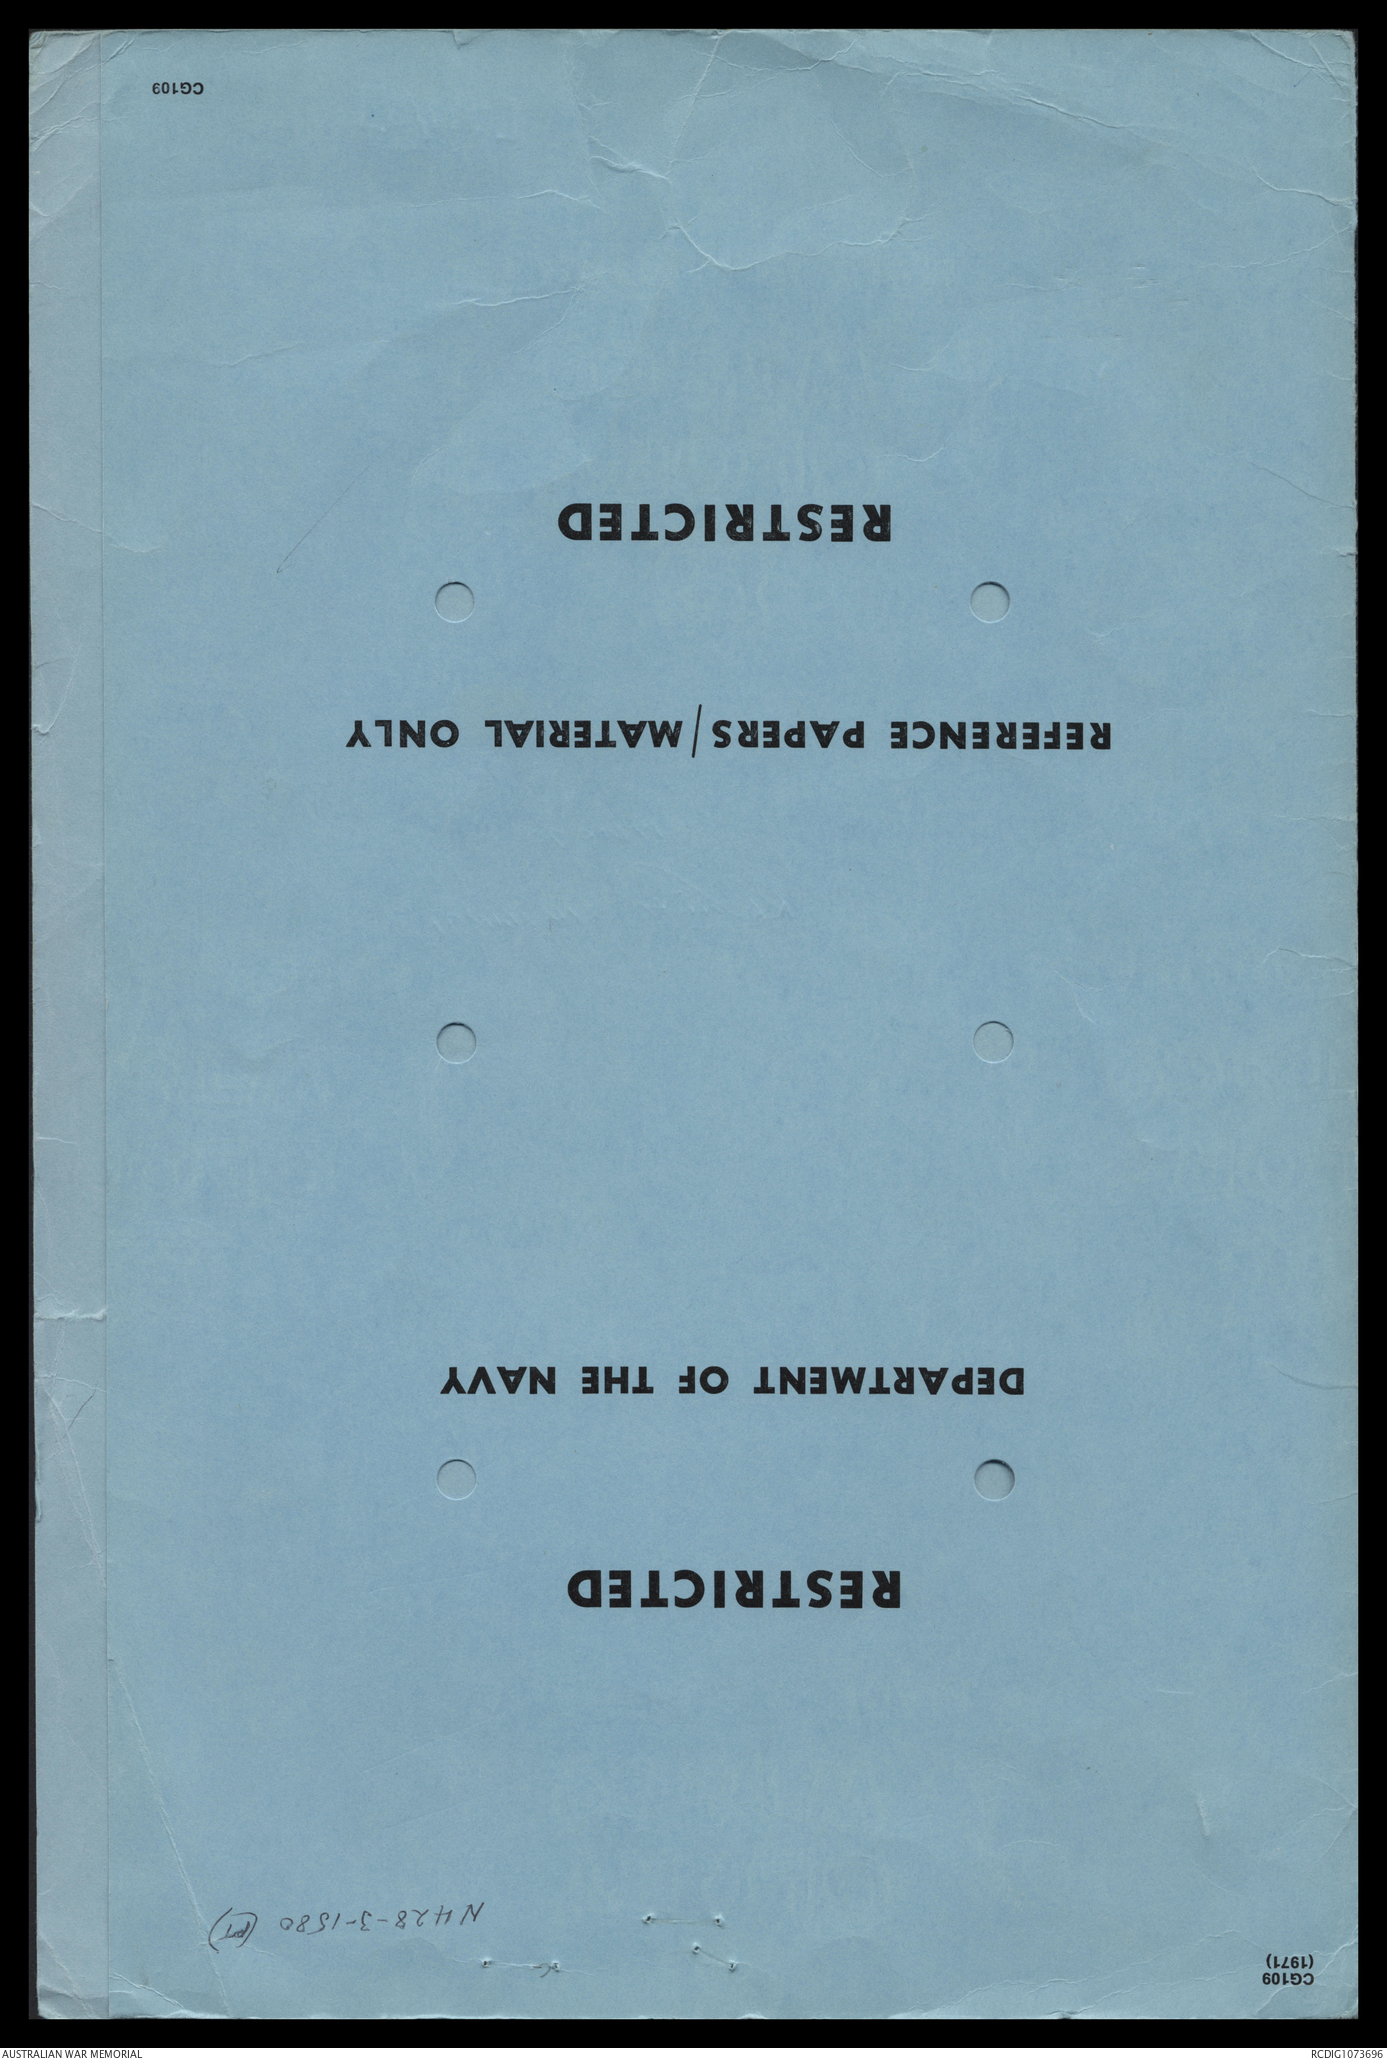 CG109
(1971)
N H28-3-1580 (PT)
RESTRICTED
DEPARTMENT OF THE NAVY
REFERENCE PAPERS/MATERIAL ONLY
RESTRICTED
CG109
AUSTRALIAN WAR MEMORIAL
RCDIG1073696